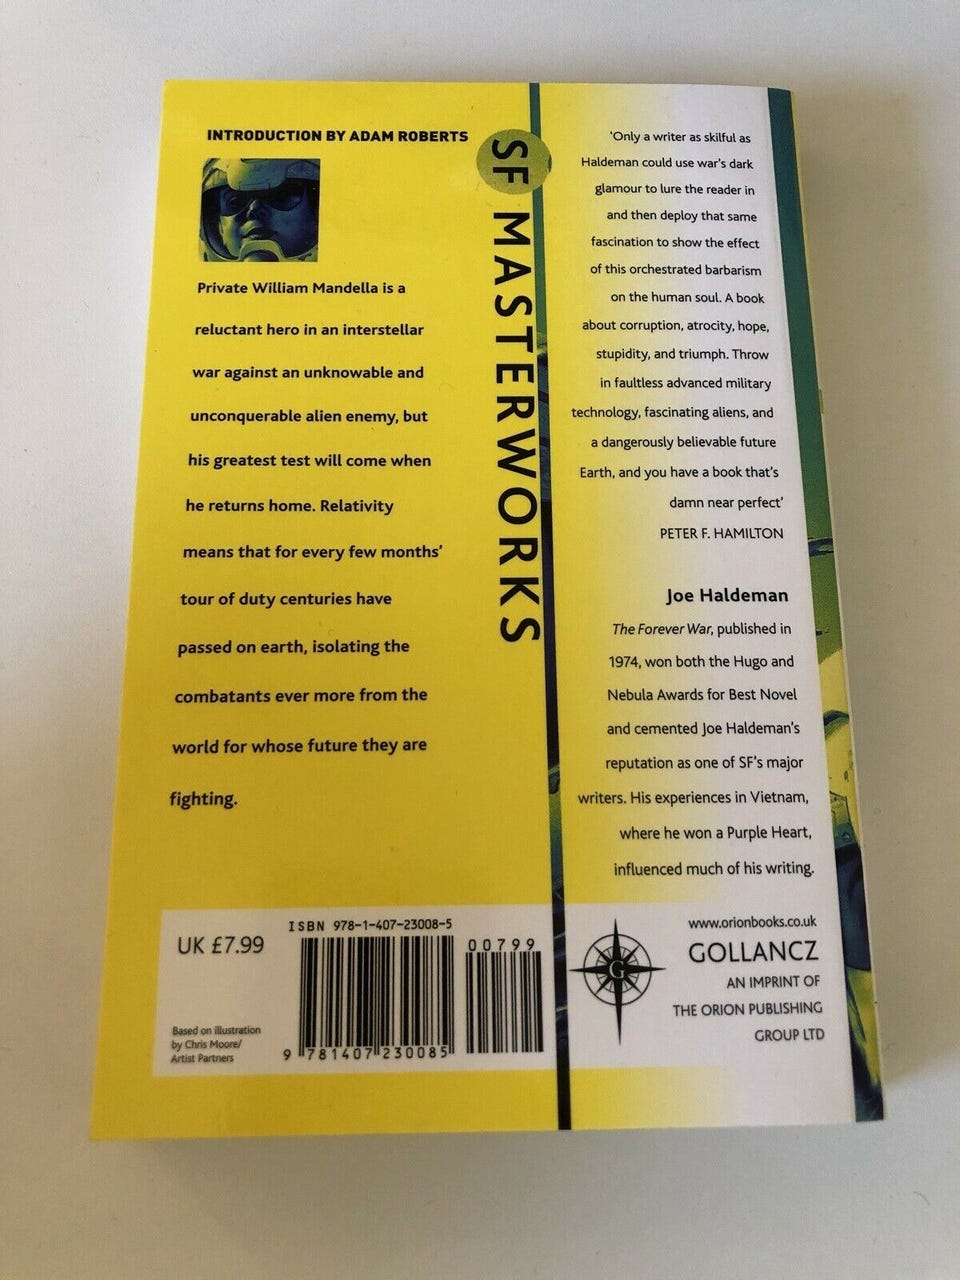 INTRODUCTION BY ADAM ROBERTS
Private William Mandella is a
reluctant hero in an interstellar
war against an unknowable and
unconquerable alien enemy, but
his greatest test will come when
he returns home. Relativity
means that for every few months'
tour of duty centuries have
passed on earth, isolating the
combatants ever more from the
world for whose future they are
fighting.
SF MASTERWORKS
'Only a writer as skilful as
Haldeman could use war's dark
glamour to lure the reader in
and then deploy that same
fascination to show the effect
of this orchestrated barbarism
on the human soul. A book
about corruption, atrocity, hope,
stupidity, and triumph. Throw
in faultless advanced military
technology, fascinating aliens, and
a dangerously believable future
Earth, and you have a book that's
damn near perfect'
PETER F. HAMILTON
Joe Haldeman
The Forever War, published in
1974, won both the Hugo and
Nebula Awards for Best Novel
and cemented Joe Haldeman's
reputation as one of SF's major
writers. His experiences in Vietnam,
where he won a Purple Heart,
influenced much of his writing.
UK £7.99
ISBN 978-1-407-23008-5
00799
9 781407 230085
Based on illustration
by Chris Moore/
Artist Partners
G
www.orionbooks.co.uk
GOLLANCZ
AN IMPRINT OF
THE ORION PUBLISHING
GROUP LTD